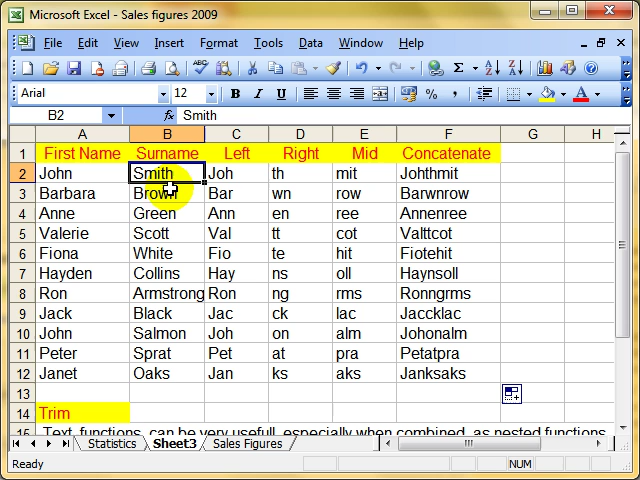 Microsoft Excel - Sales figures 2009
File Edit View Insert Format Tools Data Window Help
Arial 12 B U % ,
B2 fx Smith
A B C D E F G H
1 First Name Surname Left Right Mid Concatenate
2 John Smith Joh th mit Johthmit
3 Barbara Brown Bar wn row Barwnrow
4 Anne Green Ann en ree Annenree
5 Valerie Scott Val tt cot Valttcot
6 Fiona White Fio te hit Fiotehit
7 Hayden Collins Hay ns oll Haynsoll
8 Ron Armstrong Ron ng rms Ronngrms
9 Jack Black Jac ck lac Jaccklac
10 John Salmon Joh on alm Johonalm
11 Peter Sprat Pet at pra Petatpra
12 Janet Oaks Jan ks aks Janksaks
13
14 Trim
15 Text functions can be very useful, especially when combined as nested functions
Statistics Sheet3 Sales Figures
Ready NUM